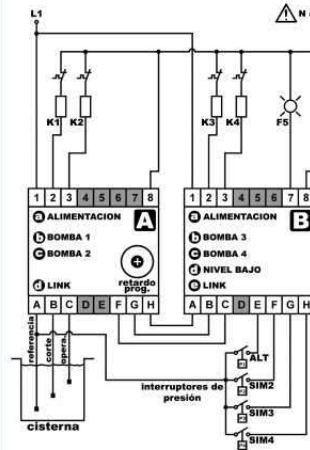 L1
N
K1
K2
K3
K4
F5
1 2 3 4 5 6 7 8
a ALIMENTACION
A
b BOMBA 1
c BOMBA 2
d LINK
retardo
prog.
A B C D E F G H
1 2 3 4 5 6 7 8
a ALIMENTACION
B
b BOMBA 3
c BOMBA 4
d NIVEL BAJO
e LINK
A B C D E F G H
referencia
corte
opera.
cisterna
interruptores de
presión
ALT
SIM2
SIM3
SIM4